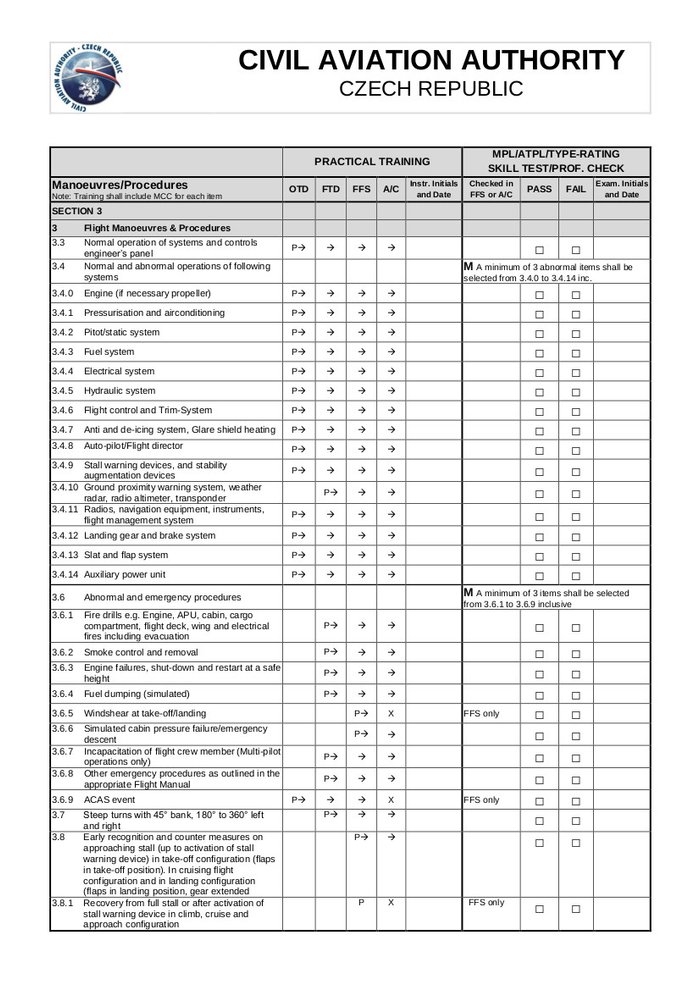 CIVIL AVIATION AUTHORITY · CZECH REPUBLIC
CIVIL AVIATION AUTHORITY
CZECH REPUBLIC
PRACTICAL TRAINING
MPL/ATPL/TYPE-RATING
SKILL TEST/PROF. CHECK
Manoeuvres/Procedures
Note: Training shall include MCC for each item
OTD FTD FFS A/C Instr. Initials and Date Checked in FFS or A/C PASS FAIL Exam. Initials and Date
SECTION 3
3 Flight Manoeuvres & Procedures
3.3 Normal operation of systems and controls
engineer's panel P→ → → → ☐ ☐
3.4 Normal and abnormal operations of following
systems
M A minimum of 3 abnormal items shall be
selected from 3.4.0 to 3.4.14 inc.
3.4.0 Engine (if necessary propeller) P→ → → → ☐ ☐
3.4.1 Pressurisation and airconditioning P→ → → → ☐ ☐
3.4.2 Pitot/static system P→ → → → ☐ ☐
3.4.3 Fuel system P→ → → → ☐ ☐
3.4.4 Electrical system P→ → → → ☐ ☐
3.4.5 Hydraulic system P→ → → → ☐ ☐
3.4.6 Flight control and Trim-System P→ → → → ☐ ☐
3.4.7 Anti and de-icing system, Glare shield heating P→ → → → ☐ ☐
3.4.8 Auto-pilot/Flight director P→ → → → ☐ ☐
3.4.9 Stall warning devices, and stability
augmentation devices P→ → → → ☐ ☐
3.4.10 Ground proximity warning system, weather
radar, radio altimeter, transponder P→ → → ☐ ☐
3.4.11 Radios, navigation equipment, instruments,
flight management system P→ → → → ☐ ☐
3.4.12 Landing gear and brake system P→ → → → ☐ ☐
3.4.13 Slat and flap system P→ → → → ☐ ☐
3.4.14 Auxiliary power unit P→ → → → ☐ ☐
3.6 Abnormal and emergency procedures
M A minimum of 3 items shall be selected
from 3.6.1 to 3.6.9 inclusive
3.6.1 Fire drills e.g. Engine, APU, cabin, cargo
compartment, flight deck, wing and electrical
fires including evacuation P→ → → ☐ ☐
3.6.2 Smoke control and removal P→ → → ☐ ☐
3.6.3 Engine failures, shut-down and restart at a safe
height P→ → → ☐ ☐
3.6.4 Fuel dumping (simulated) P→ → → ☐ ☐
3.6.5 Windshear at take-off/landing P→ X FFS only ☐ ☐
3.6.6 Simulated cabin pressure failure/emergency
descent P→ → ☐ ☐
3.6.7 Incapacitation of flight crew member (Multi-pilot
operations only) P→ → → ☐ ☐
3.6.8 Other emergency procedures as outlined in the
appropriate Flight Manual P→ → → ☐ ☐
3.6.9 ACAS event P→ → → X FFS only ☐ ☐
3.7 Steep turns with 45° bank, 180° to 360° left
and right P→ → → ☐ ☐
3.8 Early recognition and counter measures on
approaching stall (up to activation of stall
warning device) in take-off configuration (flaps
in take-off position). In cruising flight
configuration and in landing configuration
(flaps in landing position, gear extended P→ → ☐ ☐
3.8.1 Recovery from full stall or after activation of
stall warning device in climb, cruise and
approach configuration P X FFS only ☐ ☐